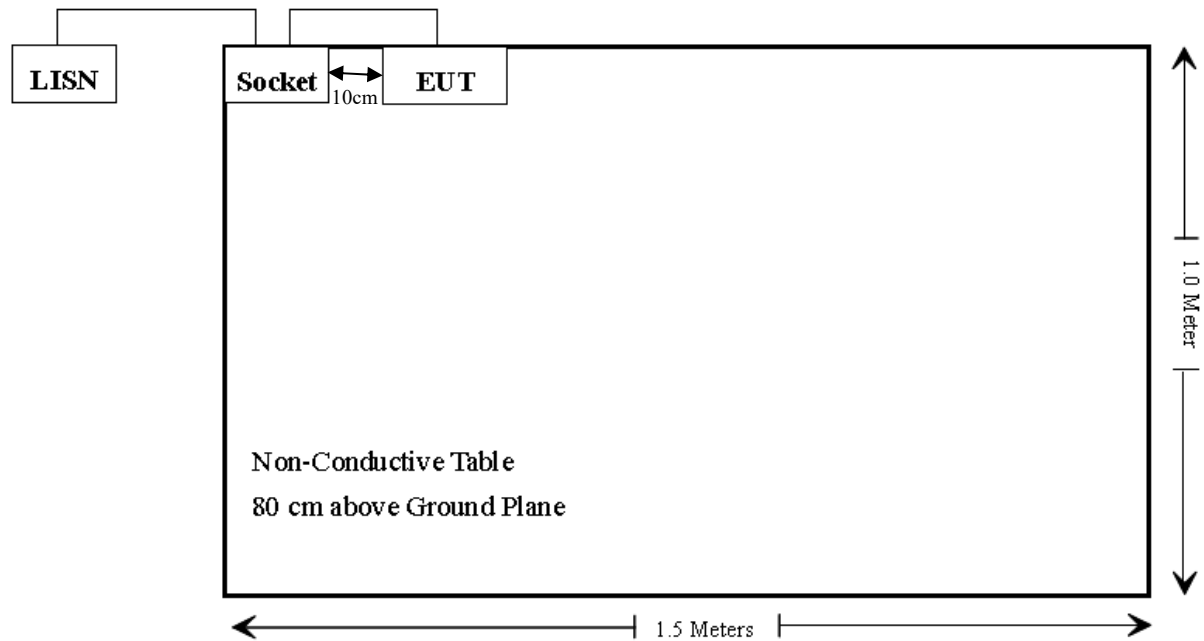 LISN
Socket
EUT
10cm
1.0 Meter
Non-Conductive Table
80 cm above Ground Plane
1.5 Meters